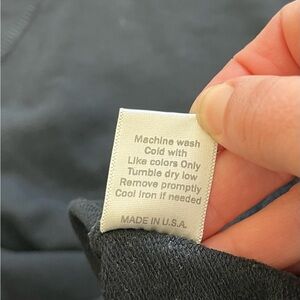 Machine wash
Cold with
Like colors Only
Tumble dry low
Remove promptly
Cool Iron if needed
MADE IN U.S.A.